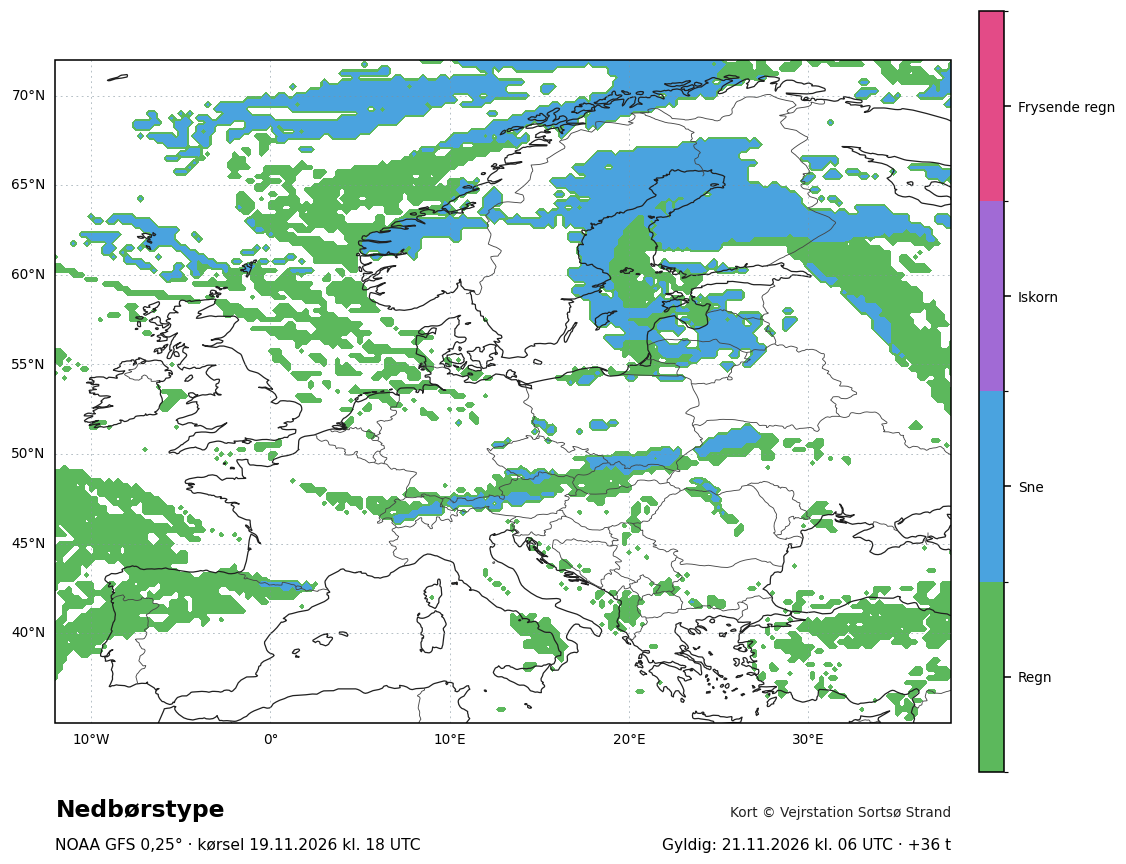 Frysende regn
Iskorn
Sne
Regn
70°N
65°N
60°N
55°N
50°N
45°N
40°N
10°W
0°
10°E
20°E
30°E
Nedbørstype
Kort © Vejrstation Sortsø Strand
NOAA GFS 0,25° · kørsel 19.11.2026 kl. 18 UTC
Gyldig: 21.11.2026 kl. 06 UTC · +36 t